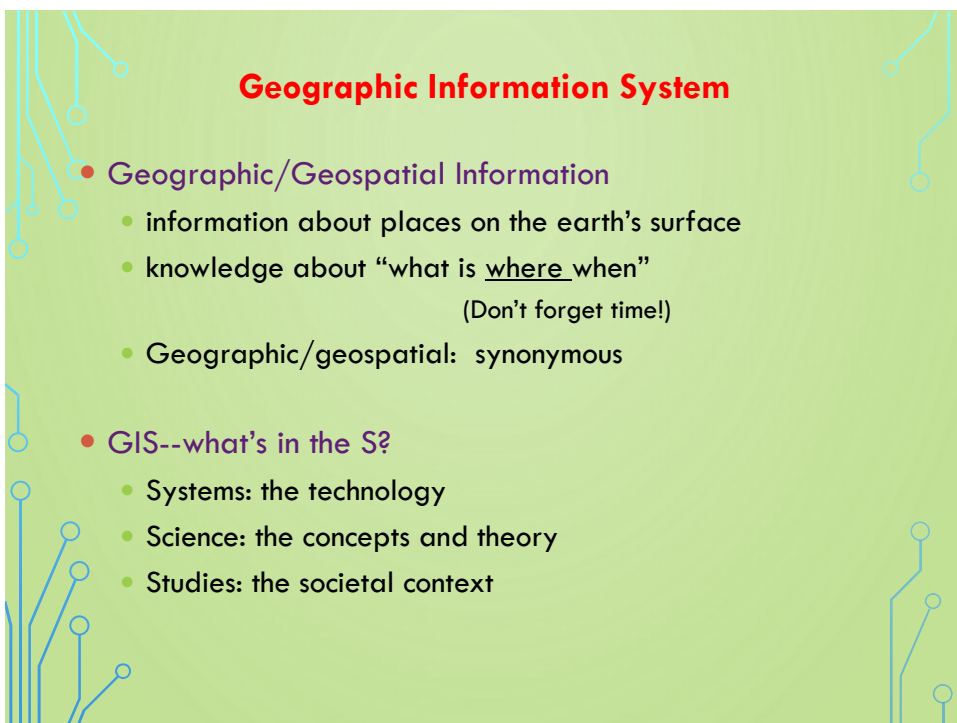 Geographic Information System
• Geographic/Geospatial Information
• information about places on the earth’s surface
• knowledge about “what is where when”
(Don’t forget time!)
• Geographic/geospatial:  synonymous
• GIS--what’s in the S?
• Systems: the technology
• Science: the concepts and theory
• Studies: the societal context